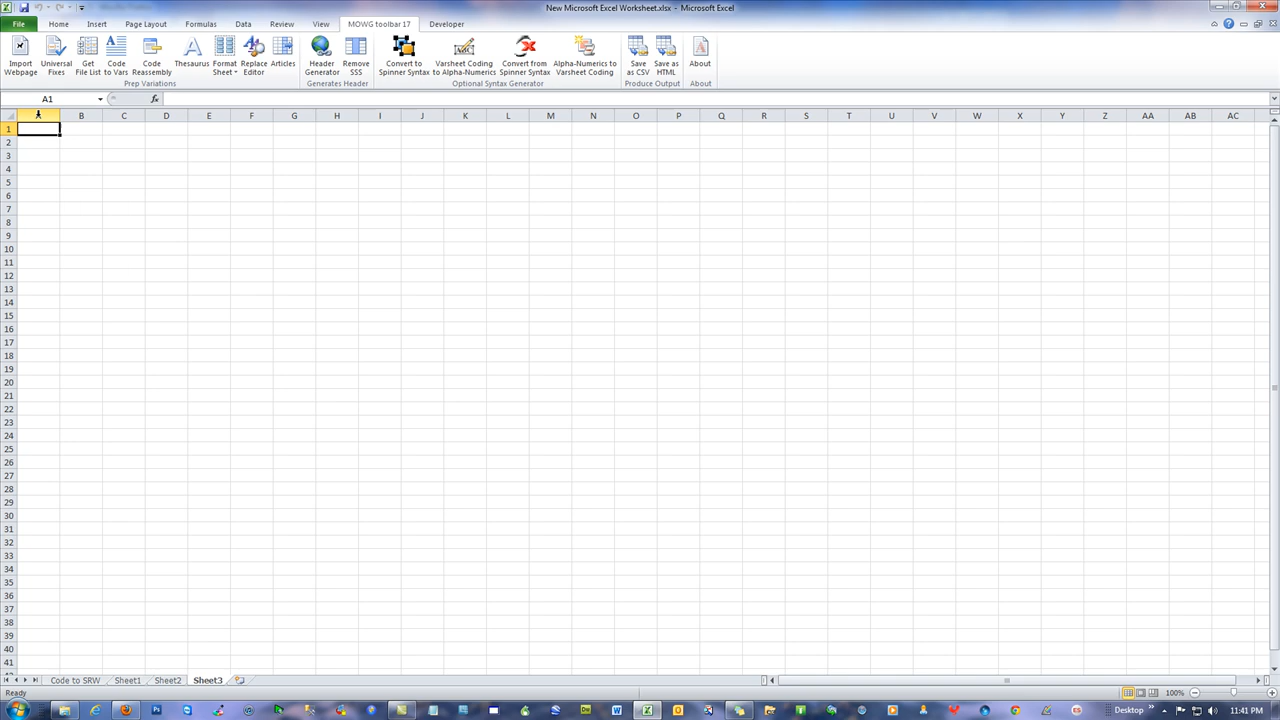 New Microsoft Excel Worksheet.xlsx - Microsoft Excel
File Home Insert Page Layout Formulas Data Review View MOWG toolbar 17 Developer
Import Webpage
Universal Fixes
Get File List
Code to Vars
Code Reassembly
Thesaurus
Format Sheet
Replace Editor
Articles
Header Generator
Remove SSS
Convert to Spinner Syntax
Varsheet Coding to Alpha-Numerics
Convert from Spinner Syntax
Alpha-Numerics to Varsheet Coding
Save as CSV
Save as HTML
About
Prep Variations Generates Header Optional Syntax Generator Produce Output About
A1 fx
A B C D E F G H I J K L M N O P Q R S T U V W X Y Z AA AB AC
1
2
3
4
5
6
7
8
9
10
11
12
13
14
15
16
17
18
19
20
21
22
23
24
25
26
27
28
29
30
31
32
33
34
35
36
37
38
39
40
41
Code to SRW Sheet1 Sheet2 Sheet3
Ready 100%
Desktop 11:41 PM